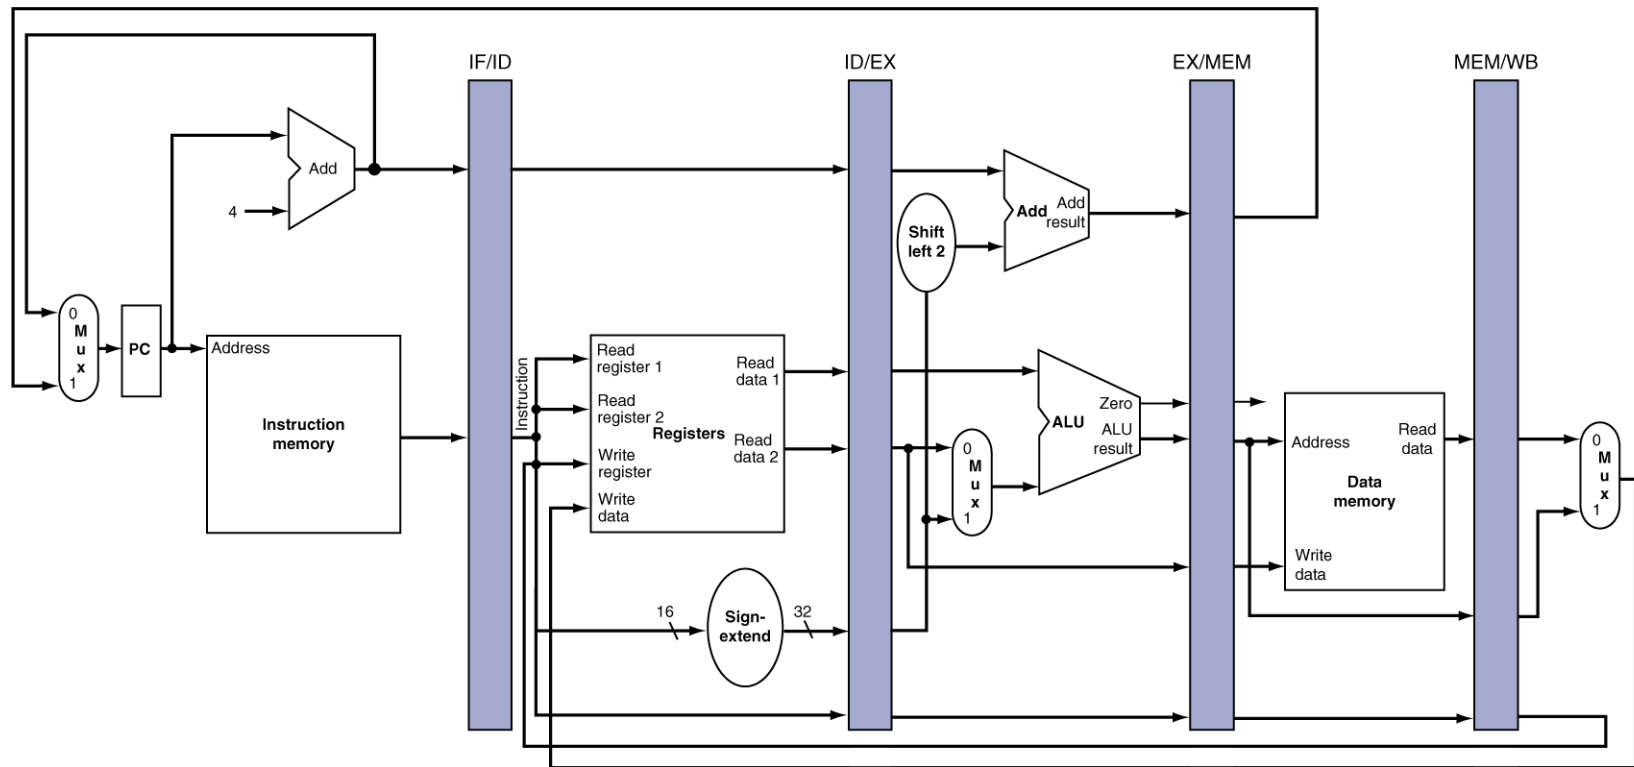 IF/ID
ID/EX
EX/MEM
MEM/WB
Add
4
0
M
u
x
1
PC
Address
Instruction
memory
Instruction
Read
register 1
Read
register 2
Write
register
Write
data
Registers
Read
data 1
Read
data 2
16
Sign-
extend
32
Shift
left 2
Add
Add
result
0
M
u
x
1
ALU
Zero
ALU
result
Address
Data
memory
Write
data
Read
data
0
M
u
x
1